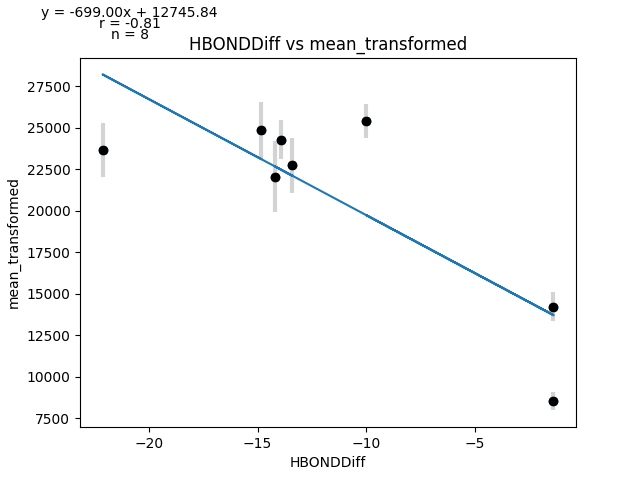 y = -699.00x + 12745.84
r = -0.81
n = 8
HBONDDiff vs mean_transformed
27500
25000
22500
20000
17500
15000
12500
10000
7500
mean_transformed
−20
−15
−10
−5
HBONDDiff